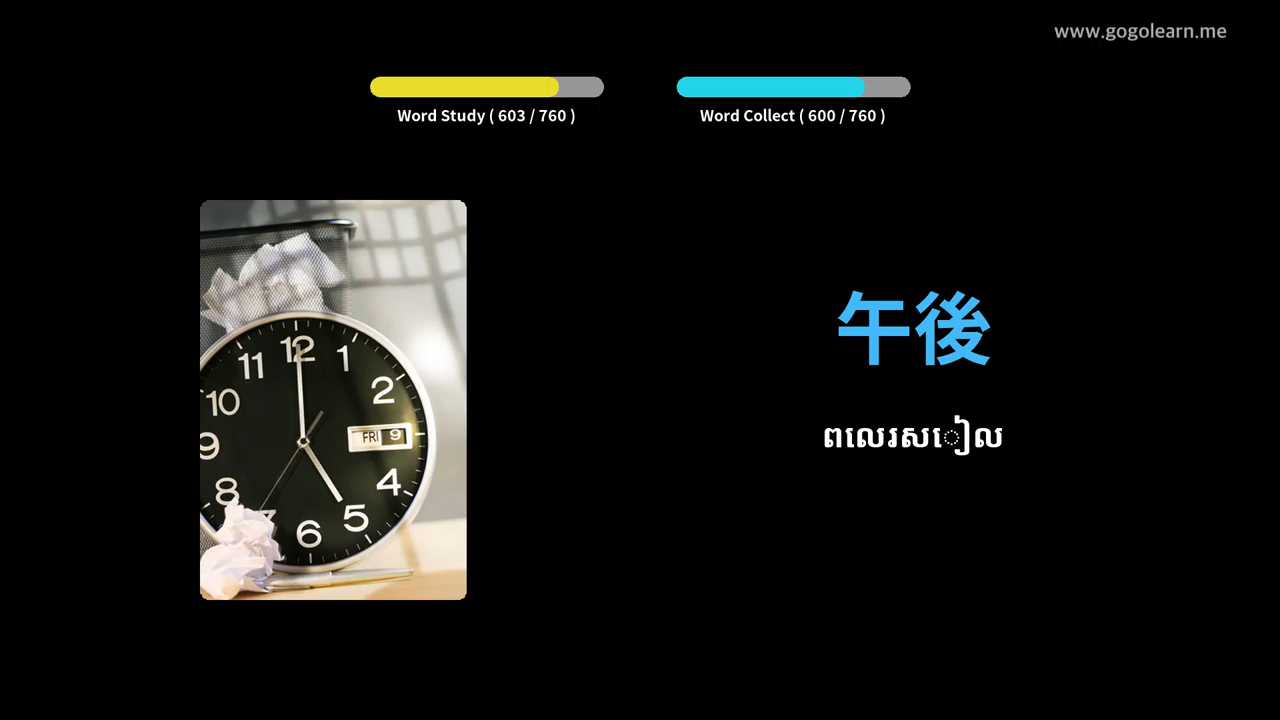 www.gogolearn.me
Word Study ( 603 / 760 )
Word Collect ( 600 / 760 )
12
11
1
10
2
9
FRI 9
8
4
7
5
6
午後
ពលេរសៀល